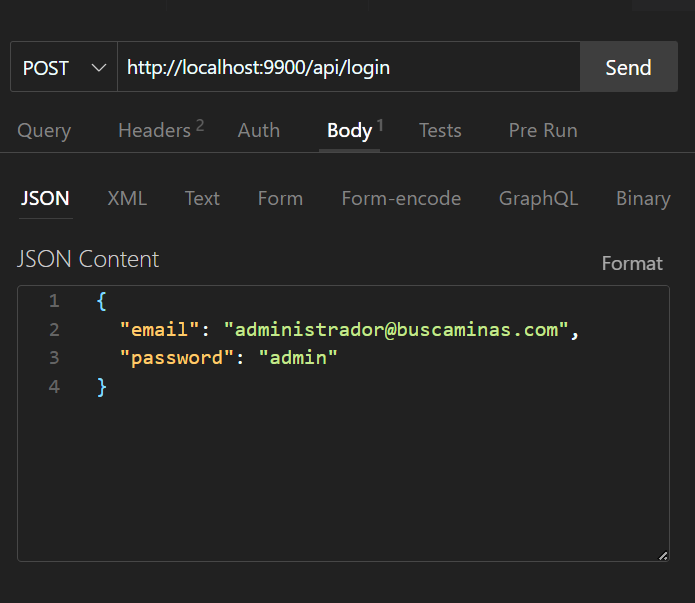 POST http://localhost:9900/api/login Send
Query Headers 2 Auth Body 1 Tests Pre Run
JSON XML Text Form Form-encode GraphQL Binary
JSON Content Format
1 {
2 "email": "administrador@buscaminas.com",
3 "password": "admin"
4 }